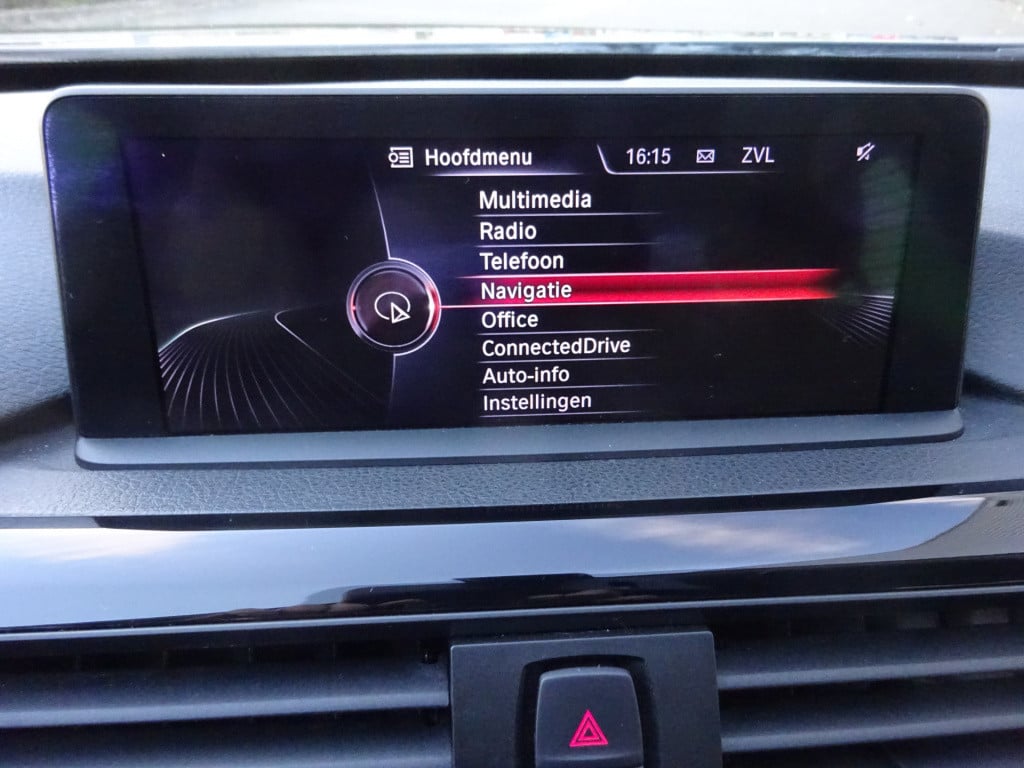 Hoofdmenu 16:15 ZVL
Multimedia
Radio
Telefoon
Navigatie
Office
ConnectedDrive
Auto-info
Instellingen